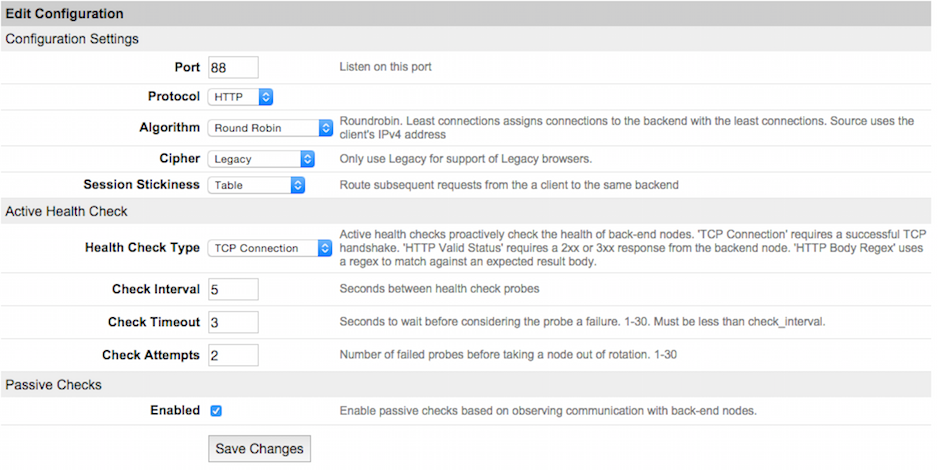 Edit Configuration
Configuration Settings
Port 88 Listen on this port
Protocol HTTP
Algorithm Round Robin Roundrobin. Least connections assigns connections to the backend with the least connections. Source uses the
client's IPv4 address
Cipher Legacy Only use Legacy for support of Legacy browsers.
Session Stickiness Table Route subsequent requests from the a client to the same backend
Active Health Check
Health Check Type TCP Connection Active health checks proactively check the health of back-end nodes. 'TCP Connection' requires a successful TCP
handshake. 'HTTP Valid Status' requires a 2xx or 3xx response from the backend node. 'HTTP Body Regex' uses
a regex to match against an expected result body.
Check Interval 5 Seconds between health check probes
Check Timeout 3 Seconds to wait before considering the probe a failure. 1-30. Must be less than check_interval.
Check Attempts 2 Number of failed probes before taking a node out of rotation. 1-30
Passive Checks
Enabled Enable passive checks based on observing communication with back-end nodes.
Save Changes